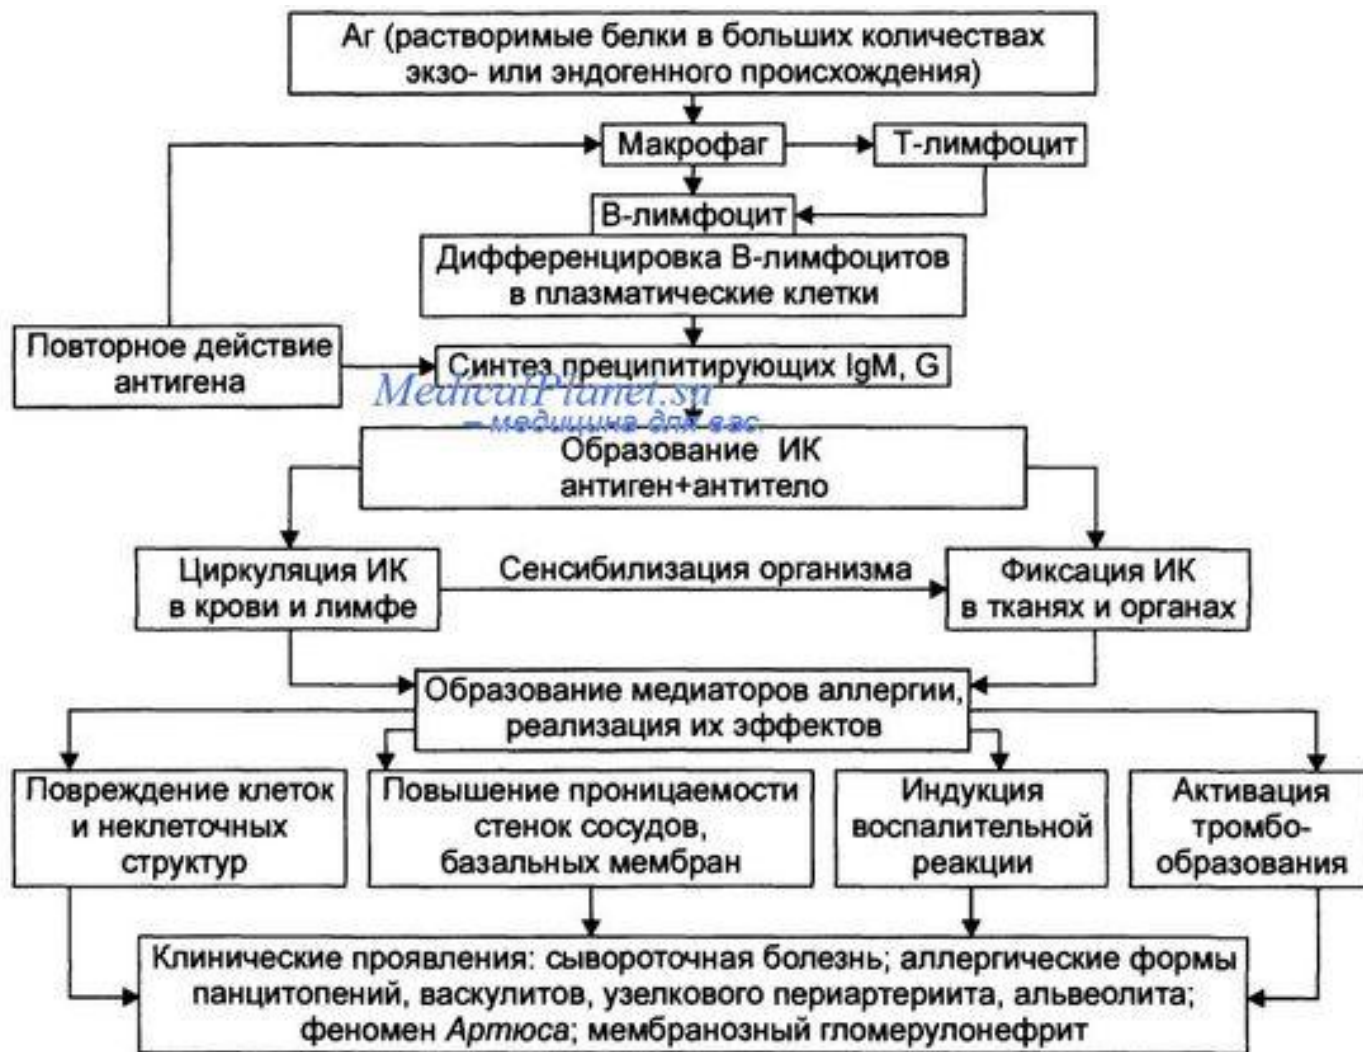 Аг (растворимые белки в больших количествах
экзо- или эндогенного происхождения)
Макрофаг
Т-лимфоцит
В-лимфоцит
Дифференцировка В-лимфоцитов
в плазматические клетки
Повторное действие
антигена
Синтез преципитирующих IgM, G
MedicalPlanet.su
– медицина для вас.
Образование ИК
антиген+антитело
Циркуляция ИК
в крови и лимфе
Сенсибилизация организма
Фиксация ИК
в тканях и органах
Образование медиаторов аллергии,
реализация их эффектов
Повреждение клеток
и неклеточных
структур
Повышение проницаемости
стенок сосудов,
базальных мембран
Индукция
воспалительной
реакции
Активация
тромбо-
образования
Клинические проявления: сывороточная болезнь; аллергические формы
панцитопений, васкулитов, узелкового периартериита, альвеолита;
феномен Артюса; мембранозный гломерулонефрит